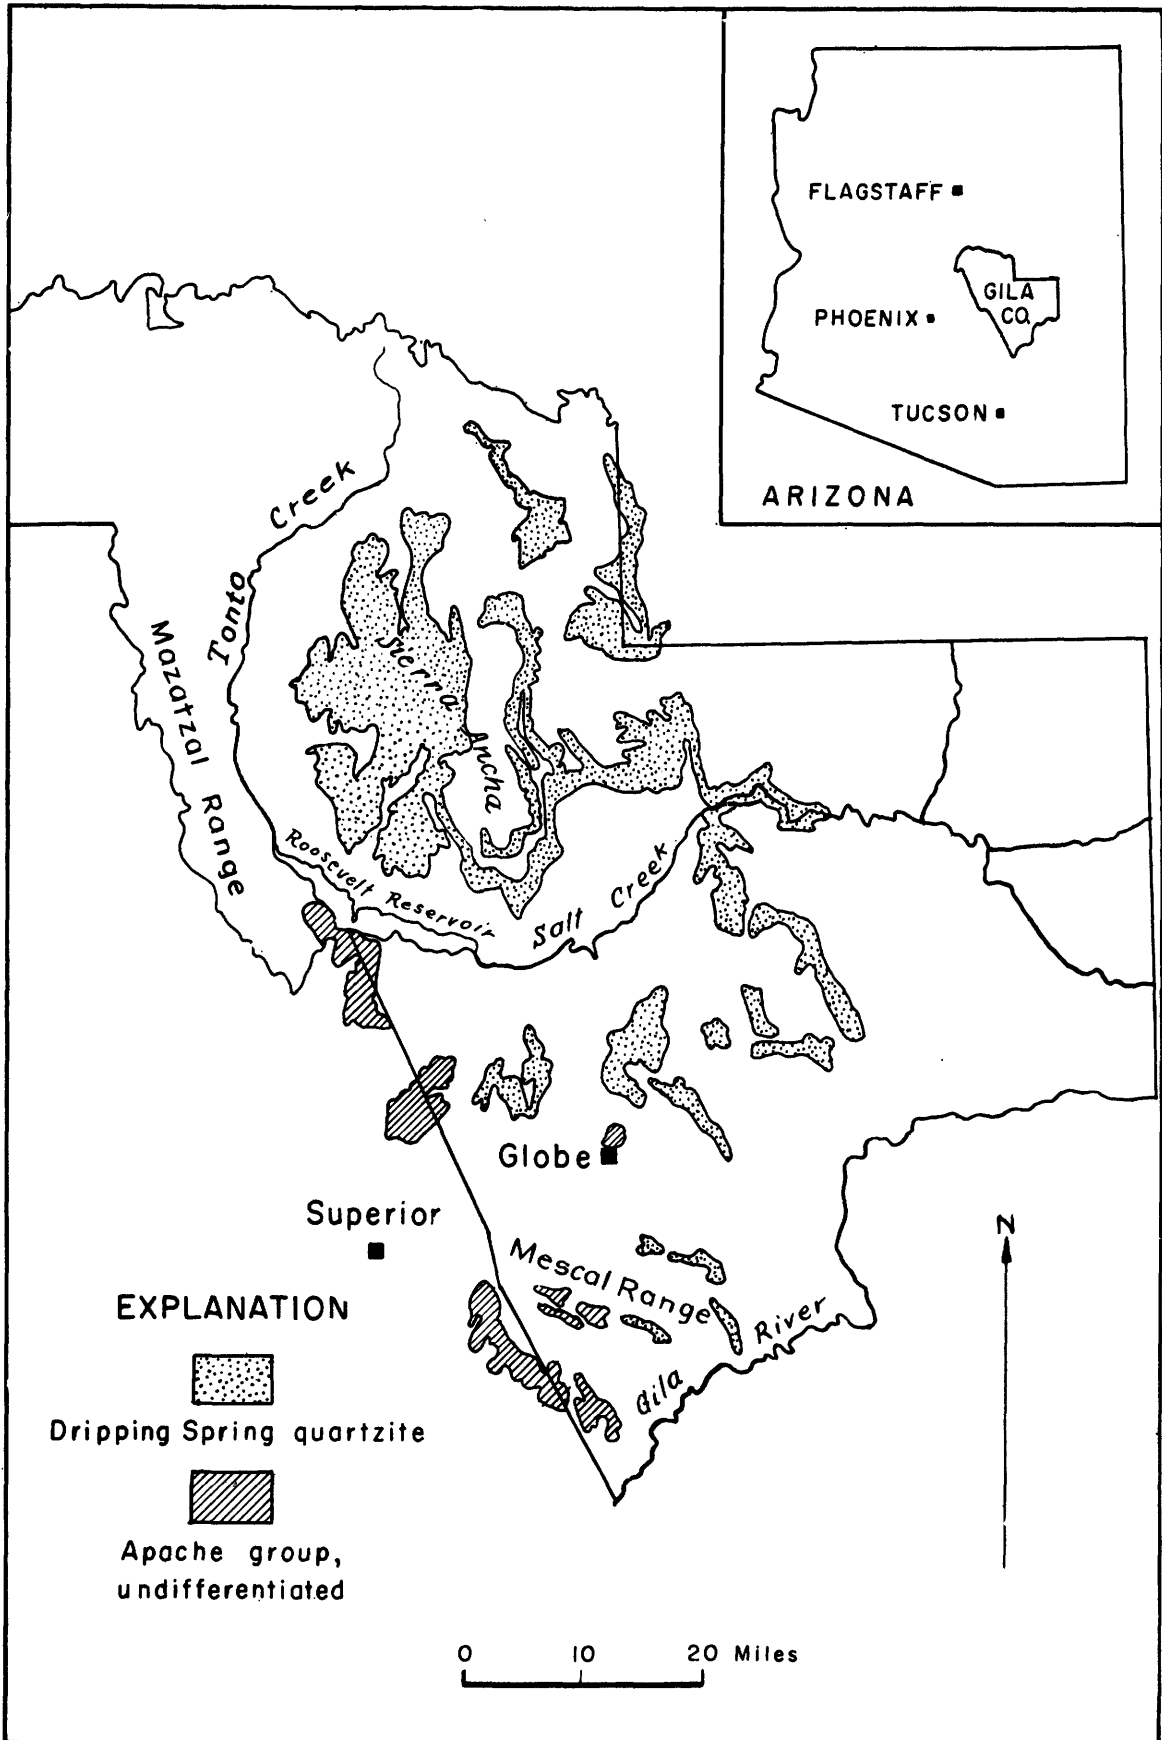 FLAGSTAFF
GILA
CO.
PHOENIX
TUCSON
ARIZONA
Tonto Creek
Mazatzal Range
Sierra Ancha
Roosevelt Reservoir
Salt Creek
Globe
Superior
N
Mescal Range
Gila River
EXPLANATION
Dripping Spring quartzite
Apache group,
undifferentiated
0 10 20 Miles